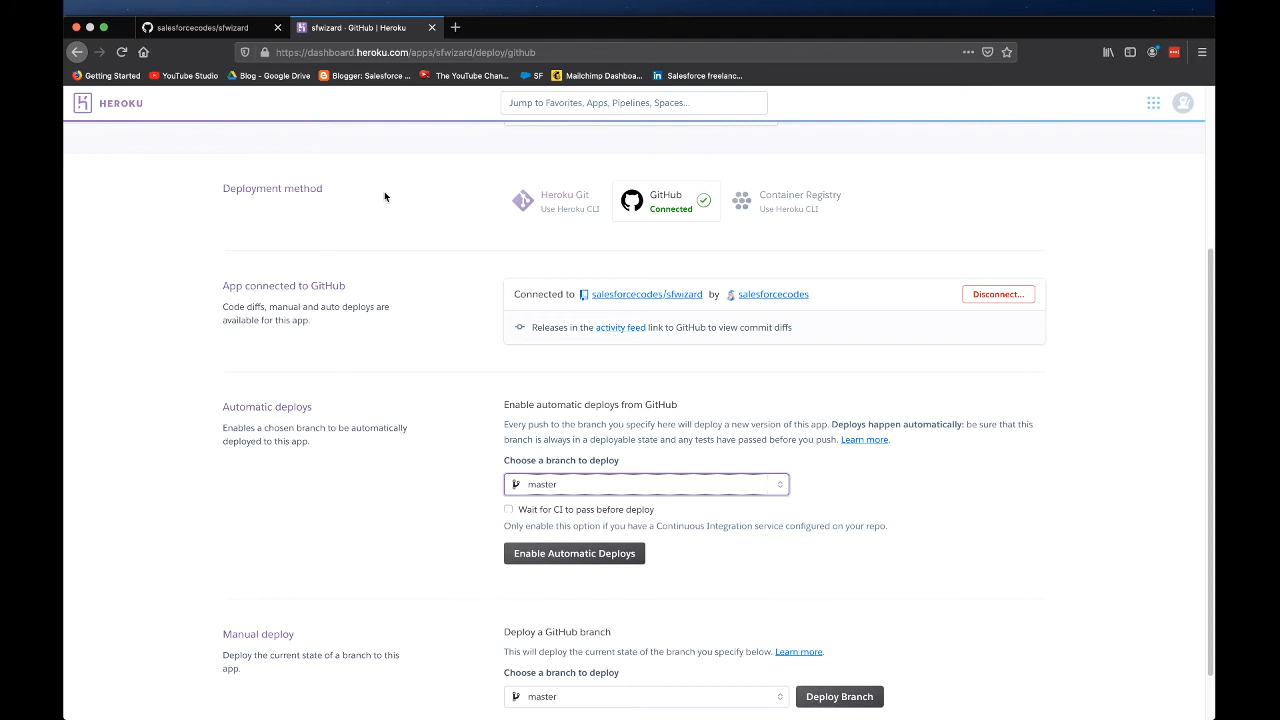 salesforcecodes/sfwizard
sfwizard · GitHub | Heroku
https://dashboard.heroku.com/apps/sfwizard/deploy/github
Getting Started
YouTube Studio
Blog - Google Drive
Blogger: Salesforce ...
The YouTube Chan...
SF
Mailchimp Dashboa...
Salesforce freelanc...
HEROKU
Jump to Favorites, Apps, Pipelines, Spaces...
Deployment method
Heroku Git
Use Heroku CLI
GitHub
Connected
Container Registry
Use Heroku CLI
App connected to GitHub
Code diffs, manual and auto deploys are
available for this app.
Connected to salesforcecodes/sfwizard by salesforcecodes
Disconnect...
Releases in the activity feed link to GitHub to view commit diffs
Automatic deploys
Enables a chosen branch to be automatically
deployed to this app.
Enable automatic deploys from GitHub
Every push to the branch you specify here will deploy a new version of this app. Deploys happen automatically: be sure that this
branch is always in a deployable state and any tests have passed before you push. Learn more.
Choose a branch to deploy
master
Wait for CI to pass before deploy
Only enable this option if you have a Continuous Integration service configured on your repo.
Enable Automatic Deploys
Manual deploy
Deploy the current state of a branch to this
app.
Deploy a GitHub branch
This will deploy the current state of the branch you specify below. Learn more.
Choose a branch to deploy
master
Deploy Branch